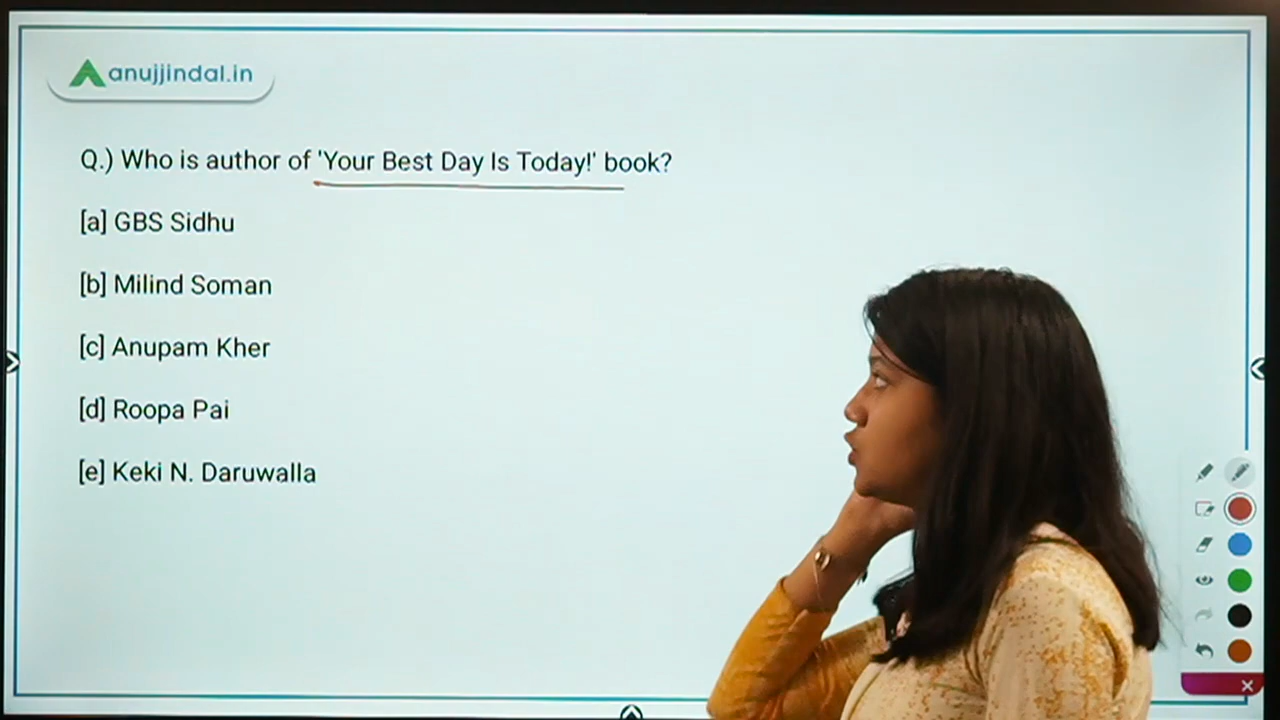 anujjindal.in
Q.) Who is author of 'Your Best Day Is Today!' book?
[a] GBS Sidhu
[b] Milind Soman
[c] Anupam Kher
[d] Roopa Pai
[e] Keki N. Daruwalla